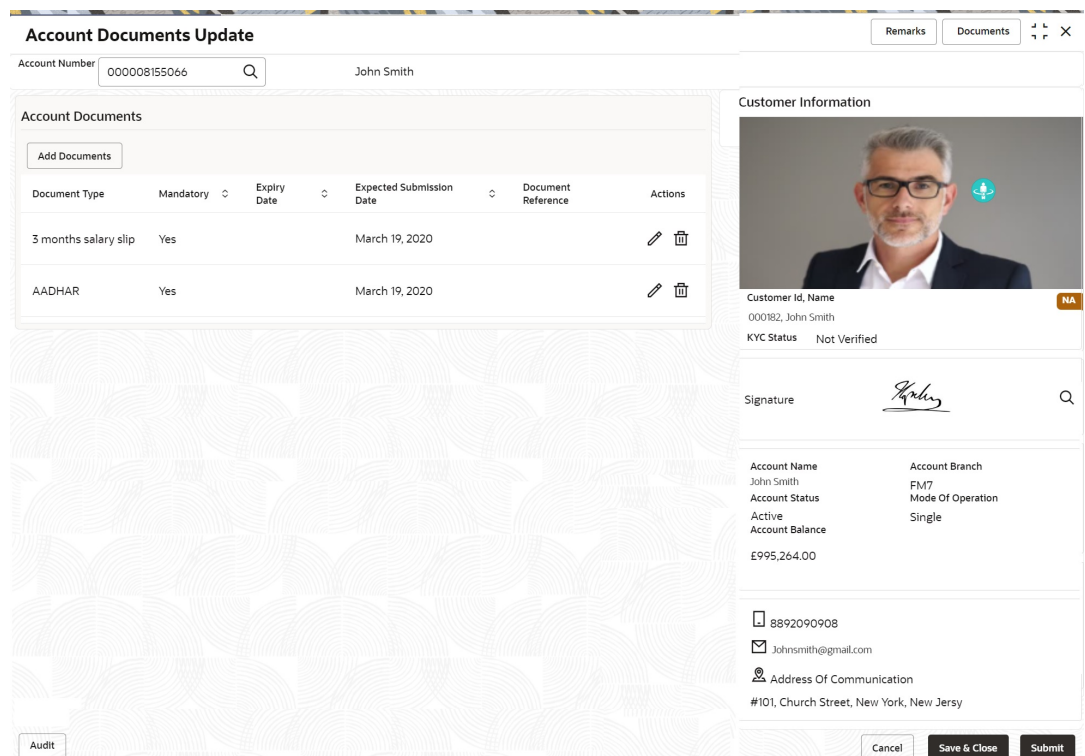 Account Documents Update
Remarks
Documents
Account Number
000008155066
John Smith
Account Documents
Add Documents
Document Type Mandatory Expiry Date Expected Submission Date Document Reference Actions
3 months salary slip Yes March 19, 2020
AADHAR Yes March 19, 2020
Customer Information
Customer Id, Name
NA
000182, John Smith
KYC Status Not Verified
Signature
Account Name Account Branch
John Smith FM7
Account Status Mode Of Operation
Active Single
Account Balance
£995,264.00
8892090908
Johnsmith@gmail.com
Address Of Communication
#101, Church Street, New York, New Jersy
Audit
Cancel
Save & Close
Submit